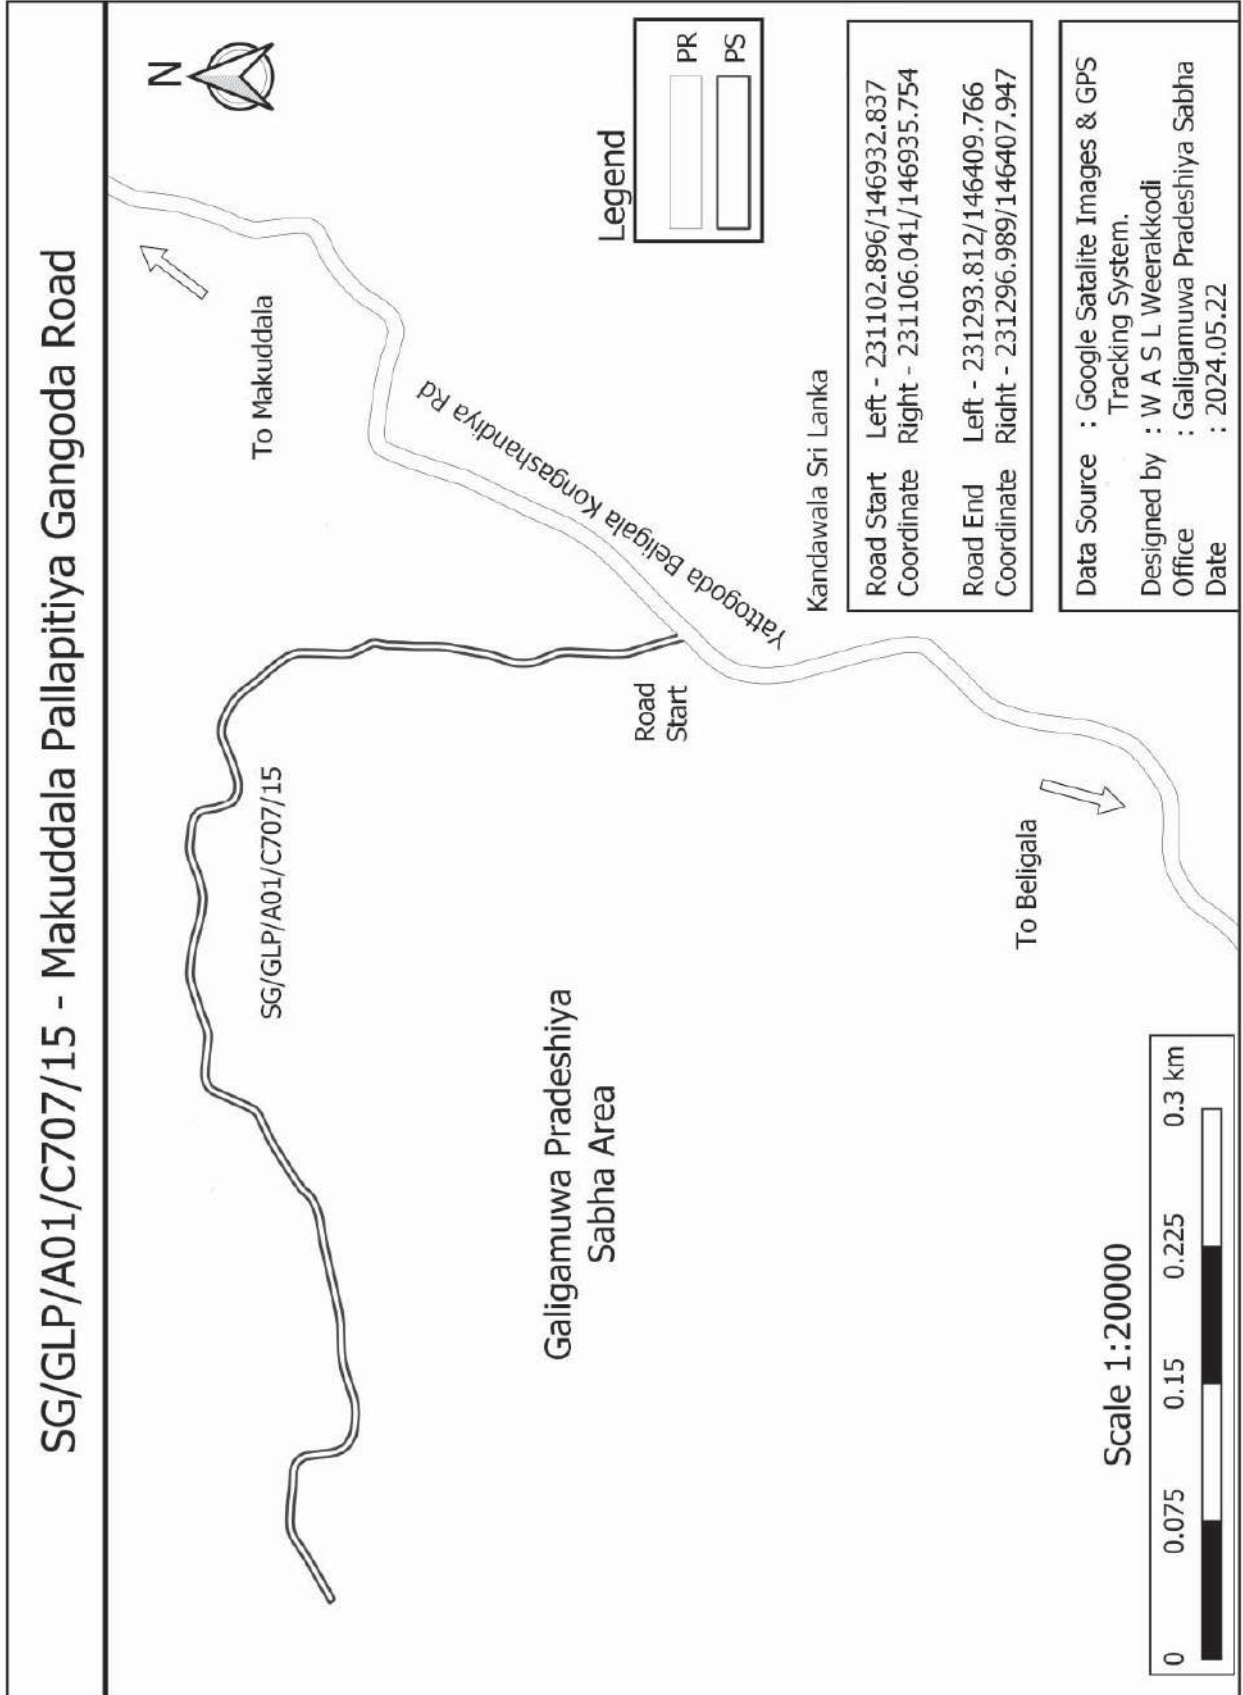 SG/GLP/A01/C707/15 - Makuddala Pallapitiya Gangoda Road
N
To Makuddala
SG/GLP/A01/C707/15
Yattogoda Beligala Kongashandiya Rd
Legend
PR
PS
Road
Start
Galigamuwa Pradeshiya
Sabha Area
Kandawala Sri Lanka
Road Start Left - 231102.896/146932.837
Coordinate Right - 231106.041/146935.754
Road End Left - 231293.812/146409.766
Coordinate Right - 231296.989/146407.947
To Beligala
Data Source : Google Satalite Images & GPS
Tracking System.
Designed by : W A S L Weerakkodi
Office : Galigamuwa Pradeshiya Sabha
Date : 2024.05.22
Scale 1:20000
0 0.075 0.15 0.225 0.3 km